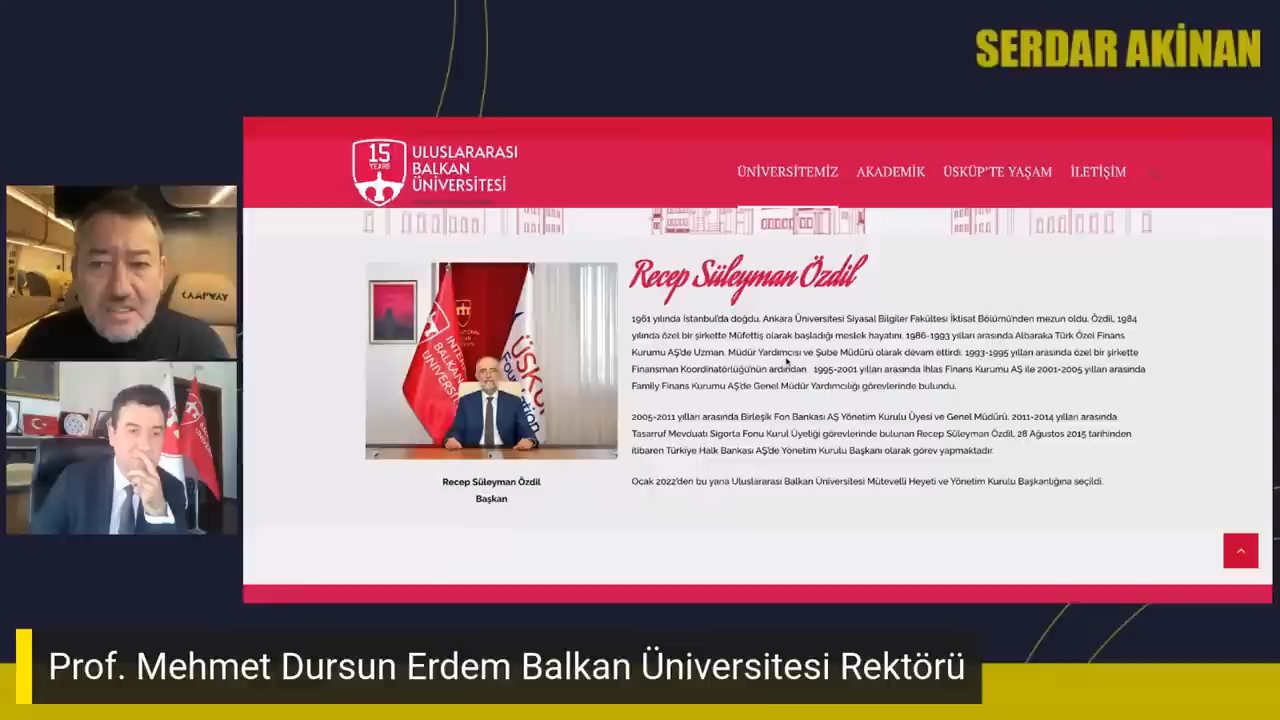 SERDAR AKİNAN
15
YEARS
ULUSLARARASI
BALKAN
ÜNİVERSİTESİ
ÜNİVERSİTEMİZ AKADEMİK ÜSKÜP'TE YAŞAM İLETİŞİM
Recep Süleyman Özdil
1961 yılında İstanbul'da doğdu. Ankara Üniversitesi Siyasal Bilgiler Fakültesi İktisat Bölümü'nden mezun oldu. Özdil, 1984
yılında özel bir şirkette Müfettiş olarak başladığı meslek hayatını, 1986-1993 yılları arasında Albaraka Türk Özel Finans
Kurumu AŞ'de Uzman, Müdür Yardımcısı ve Şube Müdürü olarak devam ettirdi. 1993-1995 yılları arasında özel bir şirkette
Finansman Koordinatörlüğü'nün ardından 1995-2001 yılları arasında İhlas Finans Kurumu AŞ ile 2001-2005 yılları arasında
Family Finans Kurumu AŞ'de Genel Müdür Yardımcılığı görevlerinde bulundu.
2005-2011 yılları arasında Birleşik Fon Bankası AŞ Yönetim Kurulu Üyesi ve Genel Müdürü, 2011-2014 yılları arasında
Tasarruf Mevduatı Sigorta Fonu Kurul Üyeliği görevlerinde bulunan Recep Süleyman Özdil, 28 Ağustos 2015 tarihinden
itibaren Türkiye Halk Bankası AŞ'de Yönetim Kurulu Başkanı olarak görev yapmaktadır.
Ocak 2022'den bu yana Uluslararası Balkan Üniversitesi Mütevelli Heyeti ve Yönetim Kurulu Başkanlığına seçildi.
Recep Süleyman Özdil
Başkan
Prof. Mehmet Dursun Erdem Balkan Üniversitesi Rektörü